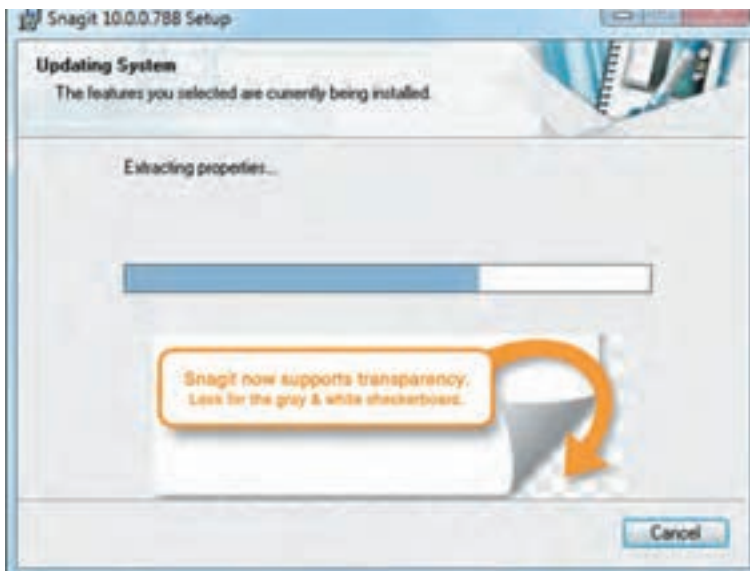 Snagit 10.0.0.788 Setup
Updating System
The features you selected are currently being installed.
Extracting properties...
Snagit now supports transparency.
Look for the gray & white checkerboard.
Cancel